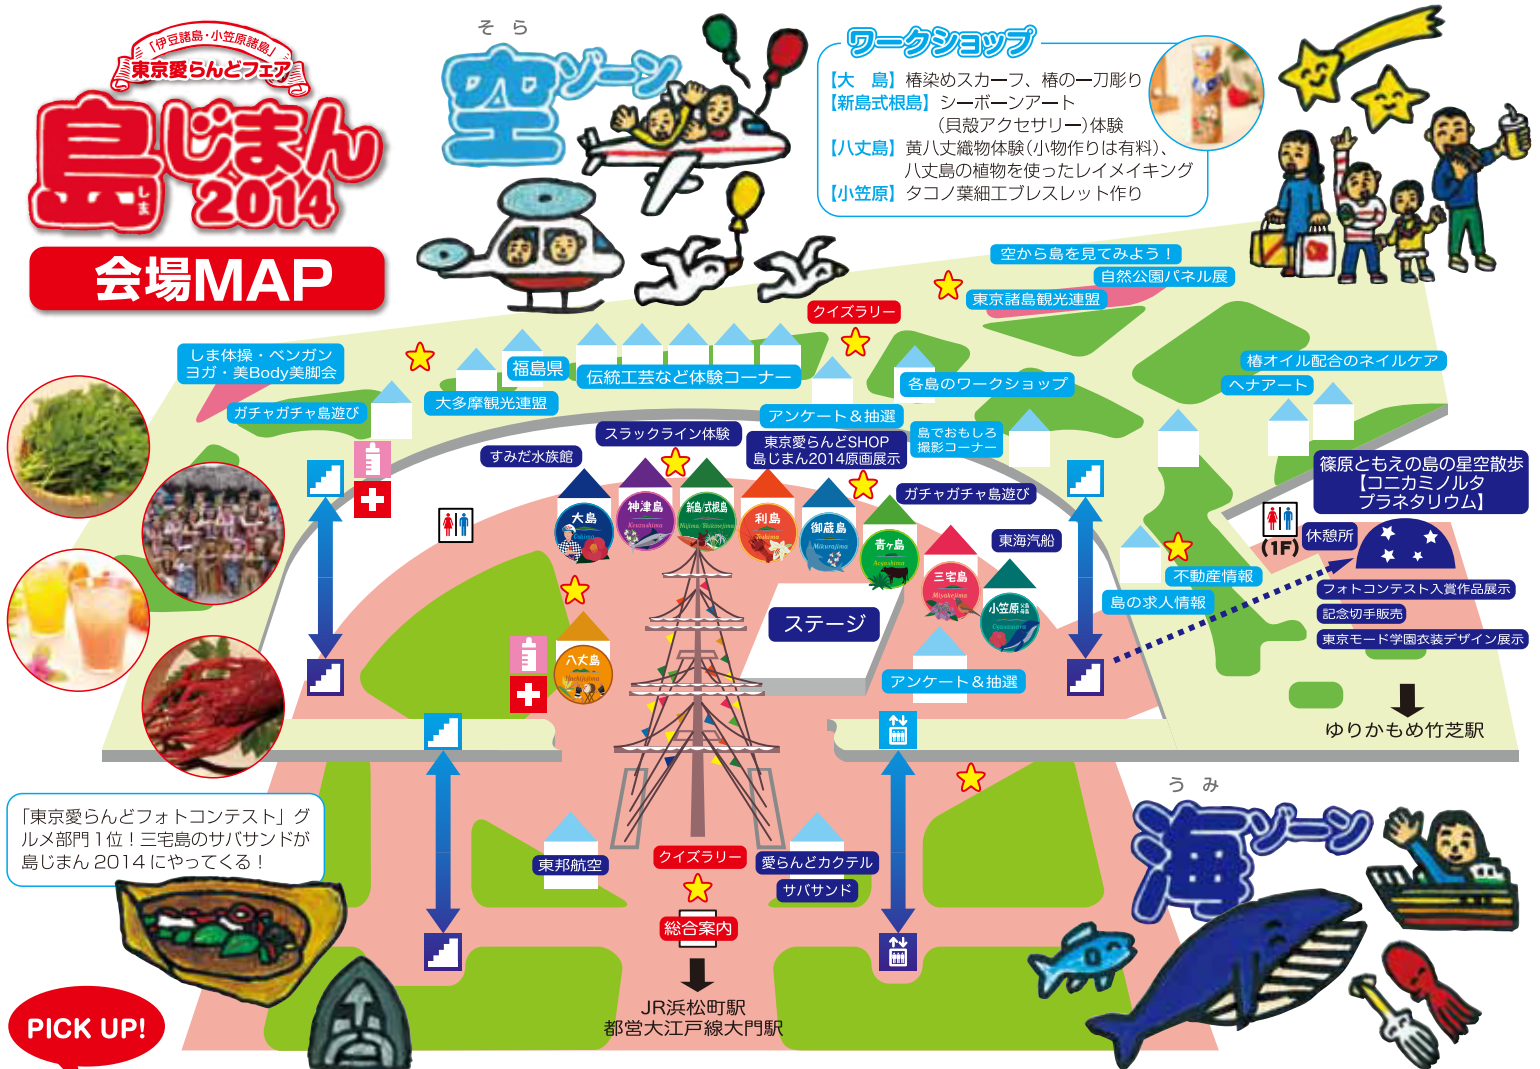 「伊豆諸島・小笠原諸島」
東京愛らんどフェア
島じまん
しま
2014
会場MAP
そら
空ゾーン
ワークショップ
【大　島】椿染めスカーフ、椿の一刀彫り
【新島式根島】シーボーンアート
(貝殻アクセサリー)体験
【八丈島】黄八丈織物体験(小物作りは有料)、
八丈島の植物を使ったレイメイキング
【小笠原】タコノ葉細工ブレスレット作り
空から島を見てみよう！
自然公園パネル展
東京諸島観光連盟
クイズラリー
しま体操・ベンガン
ヨガ・美Body美脚会
ガチャガチャ島遊び
大多摩観光連盟
福島県
伝統工芸など体験コーナー
アンケート＆抽選
各島のワークショップ
島でおもしろ
撮影コーナー
椿オイル配合のネイルケア
ヘナアート
すみだ水族館
スラックライン体験
東京愛らんどSHOP
島じまん2014原画展示
ガチャガチャ島遊び
東海汽船
篠原ともえの島の星空散歩
【コニカミノルタ
プラネタリウム】
(1F)
休憩所
フォトコンテスト入賞作品展示
記念切手販売
東京モード学園衣装デザイン展示
不動産情報
島の求人情報
大島
Oshima
神津島
Kouzushima
新島/式根島
Niijima/Shikinejima
利島
Toshima
御蔵島
Mikurajima
青ヶ島
Aogashima
三宅島
Miyakejima
小笠原
Ogasawara
八丈島
Hachijojima
ステージ
アンケート＆抽選
ゆりかもめ竹芝駅
「東京愛らんどフォトコンテスト」グ
ルメ部門1位！三宅島のサバサンドが
島じまん2014にやってくる！
東邦航空
クイズラリー
愛らんどカクテル
サバサンド
総合案内
JR浜松町駅
都営大江戸線大門駅
うみ
海ゾーン
PICK UP!